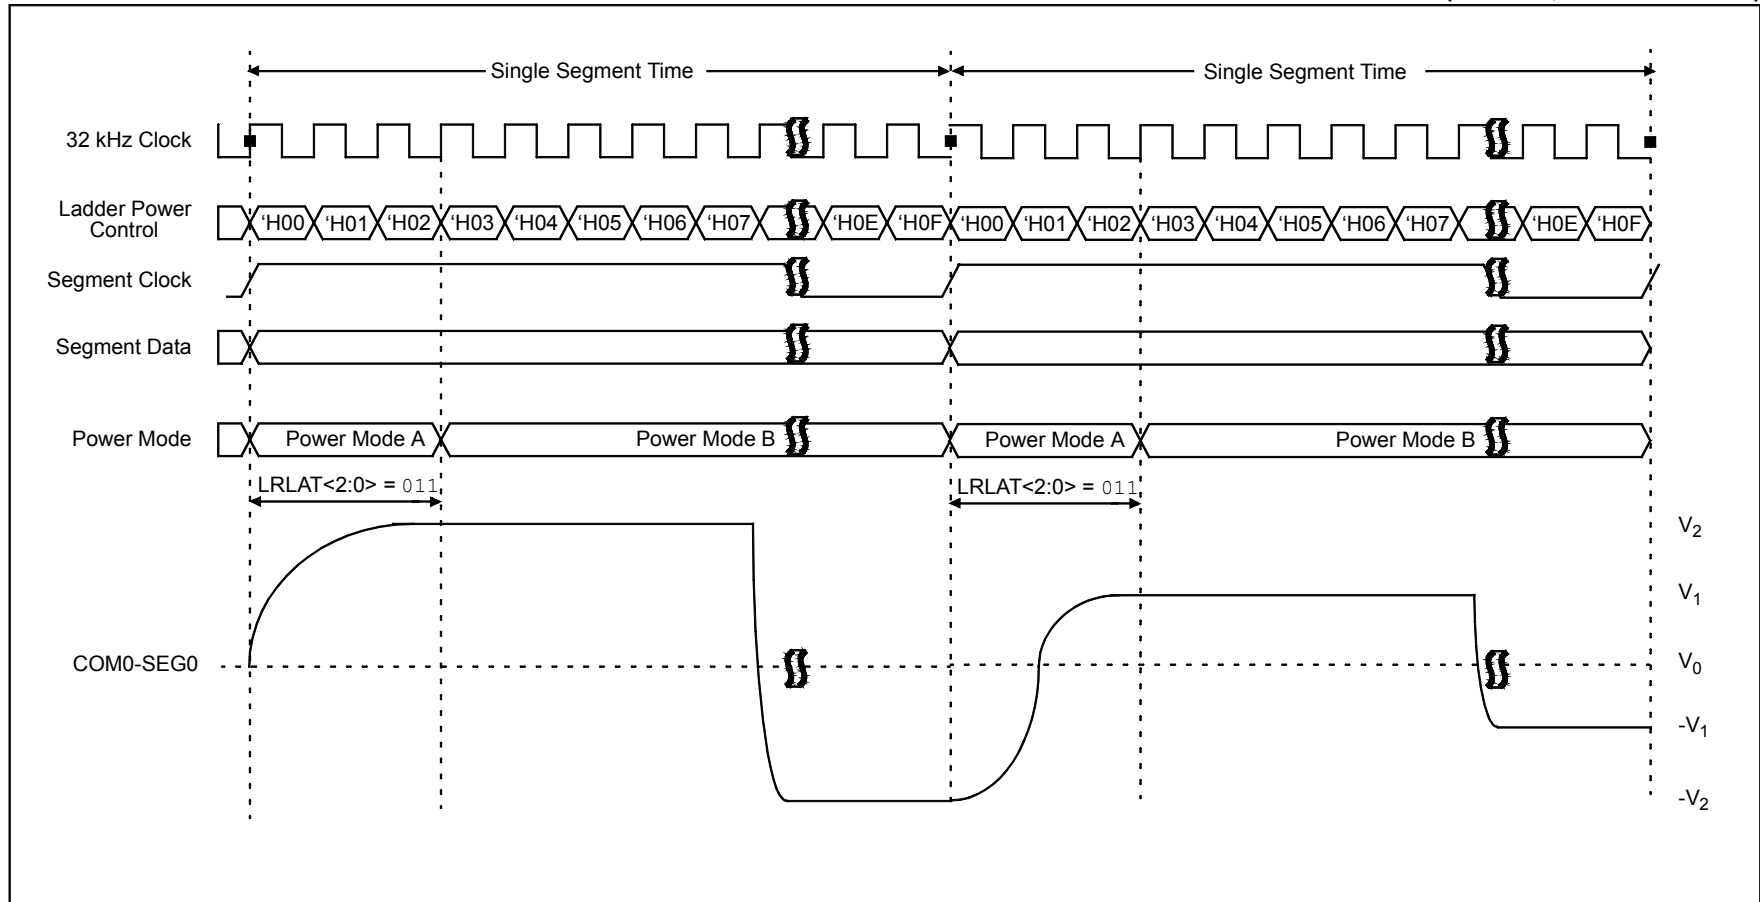 Single Segment Time Single Segment Time
32 kHz Clock
Ladder Power
Control
‘H00 ‘H01 ‘H02 ‘H03 ‘H04 ‘H05 ‘H06 ‘H07 ‘H0E ‘H0F ‘H00 ‘H01 ‘H02 ‘H03 ‘H04 ‘H05 ‘H06 ‘H07 ‘H0E ‘H0F
Segment Clock
Segment Data
Power Mode Power Mode A Power Mode B Power Mode A Power Mode B
LRLAT<2:0> = 011 LRLAT<2:0> = 011
V2
V1
COM0-SEG0 V0
-V1
-V2